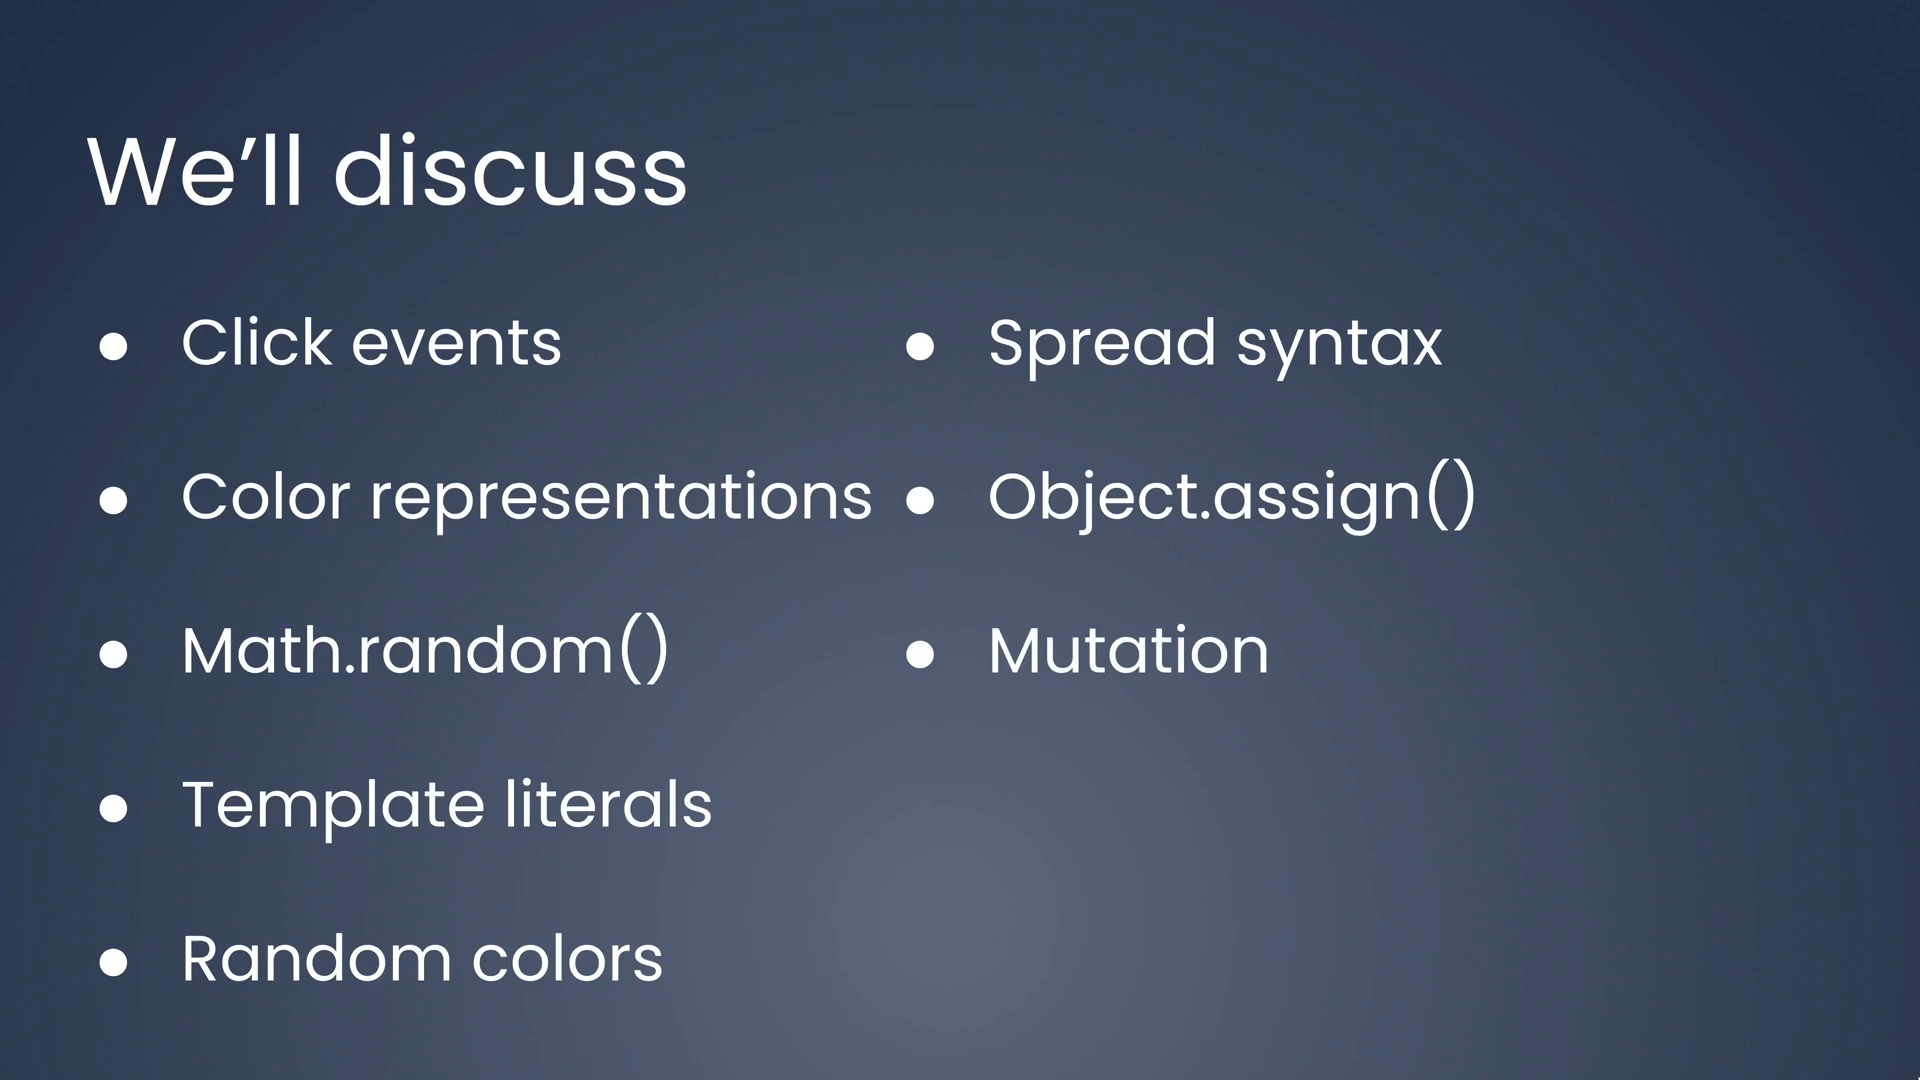 We’ll discuss
● Click events
● Color representations
● Math.random()
● Template literals
● Random colors
● Spread syntax
● Object.assign()
● Mutation